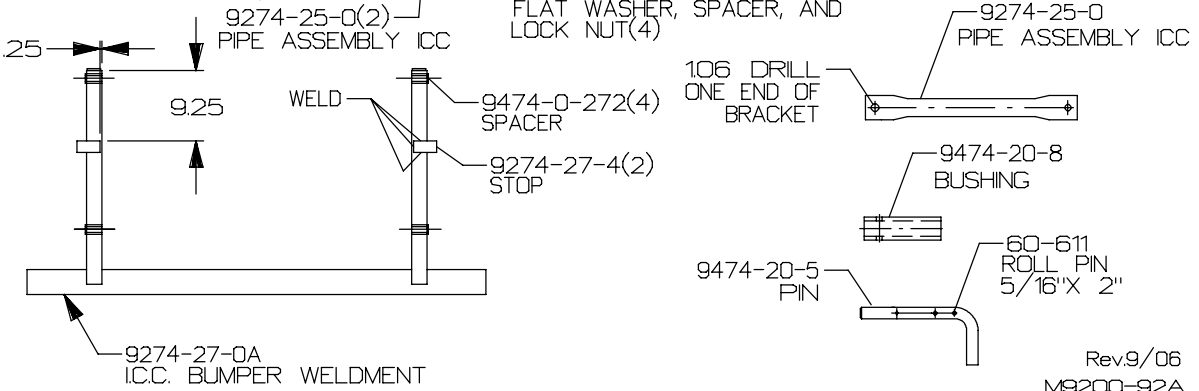 9274-25-0(2)
PIPE ASSEMBLY ICC
FLAT WASHER, SPACER, AND
LOCK NUT(4)
9274-25-0
PIPE ASSEMBLY ICC
.25
9.25
WELD
9474-0-272(4)
SPACER
9274-27-4(2)
STOP
1.06 DRILL
ONE END OF
BRACKET
9474-20-8
BUSHING
9474-20-5
PIN
60-611
ROLL PIN
5/16"X 2"
9274-27-0A
I.C.C. BUMPER WELDMENT
Rev.9/06
M9200-92A